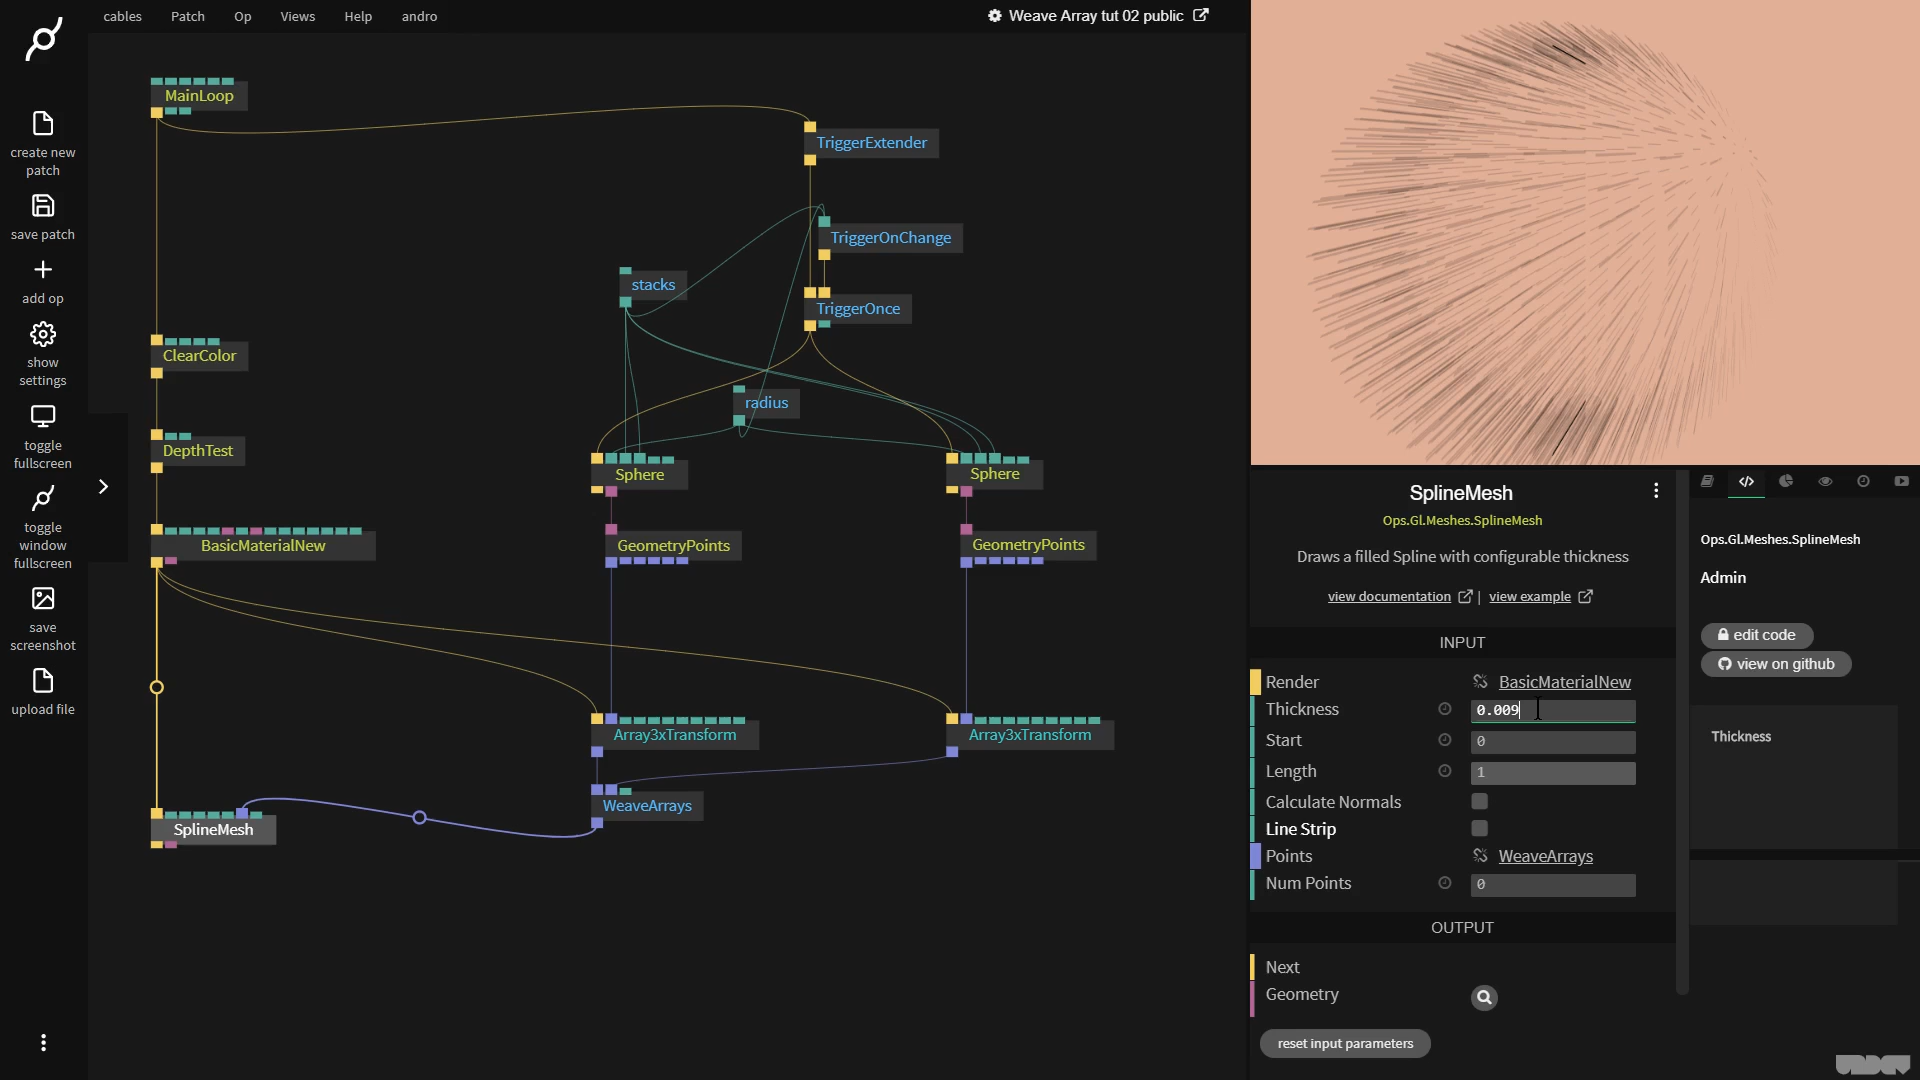 cables Patch Op Views Help andro
Weave Array tut 02 public
create new
patch
save patch
add op
show
settings
toggle
fullscreen
toggle
window
fullscreen
save
screenshot
upload file
MainLoop
TriggerExtender
TriggerOnChange
stacks
TriggerOnce
ClearColor
radius
DepthTest
Sphere
Sphere
BasicMaterialNew
GeometryPoints
GeometryPoints
Array3xTransform
Array3xTransform
WeaveArrays
SplineMesh
SplineMesh
Ops.Gl.Meshes.SplineMesh
Draws a filled Spline with configurable thickness
view documentation | view example
INPUT
Render BasicMaterialNew
Thickness 0.009
Start 0
Length 1
Calculate Normals
Line Strip
Points WeaveArrays
Num Points 0
OUTPUT
Next
Geometry
reset input parameters
Ops.Gl.Meshes.SplineMesh
Admin
edit code
view on github
Thickness